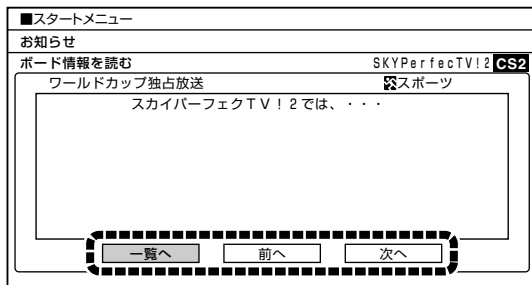 ■スタートメニュー
お知らせ
ボード情報を読む SKYPerfecTV!2 CS2
ワールドカップ独占放送 スポーツ
スカイパーフェクTV！2では、・・・
一覧へ 前へ 次へ